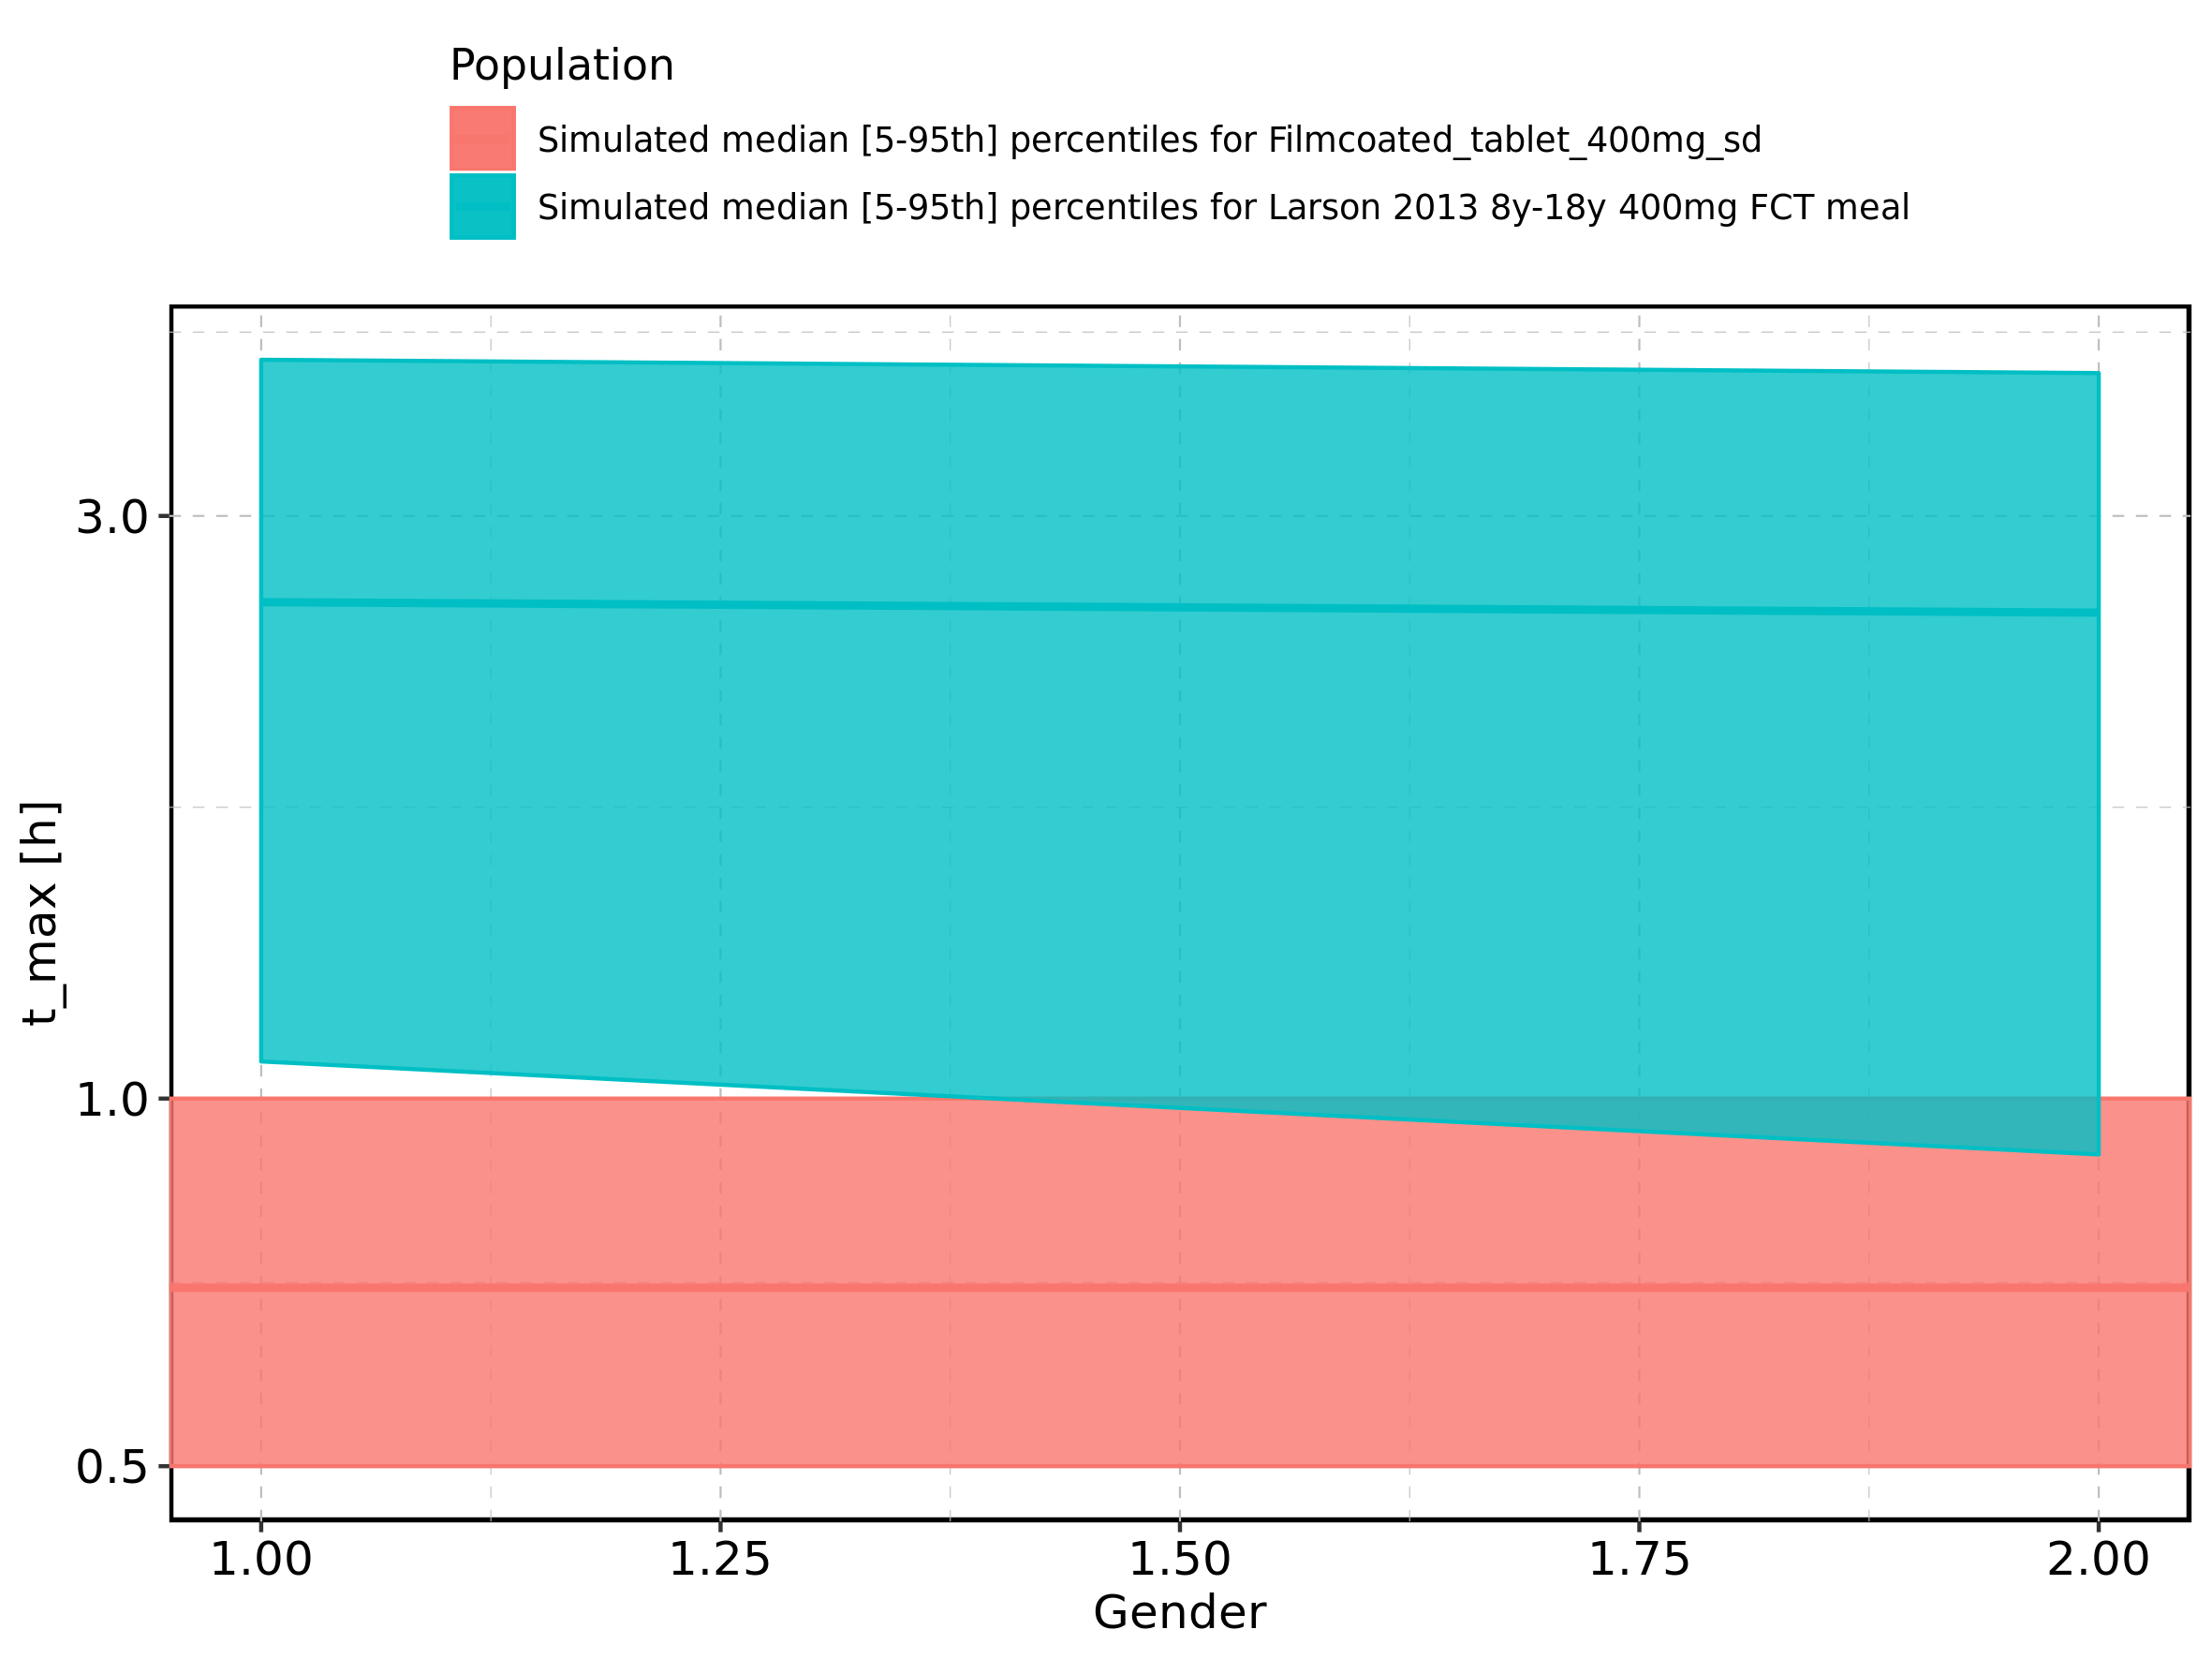 Population
Simulated median [5-95th] percentiles for Filmcoated_tablet_400mg_sd
Simulated median [5-95th] percentiles for Larson 2013 8y-18y 400mg FCT meal
t_max [h]
3.0
1.0
0.5
1.00 1.25 1.50 1.75 2.00
Gender